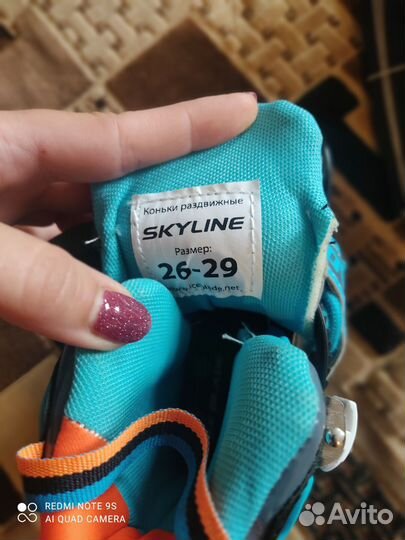 Коньки раздвижные
SKYLINE
Размер:
26-29
REDMI NOTE 9S
AI QUAD CAMERA
Avito